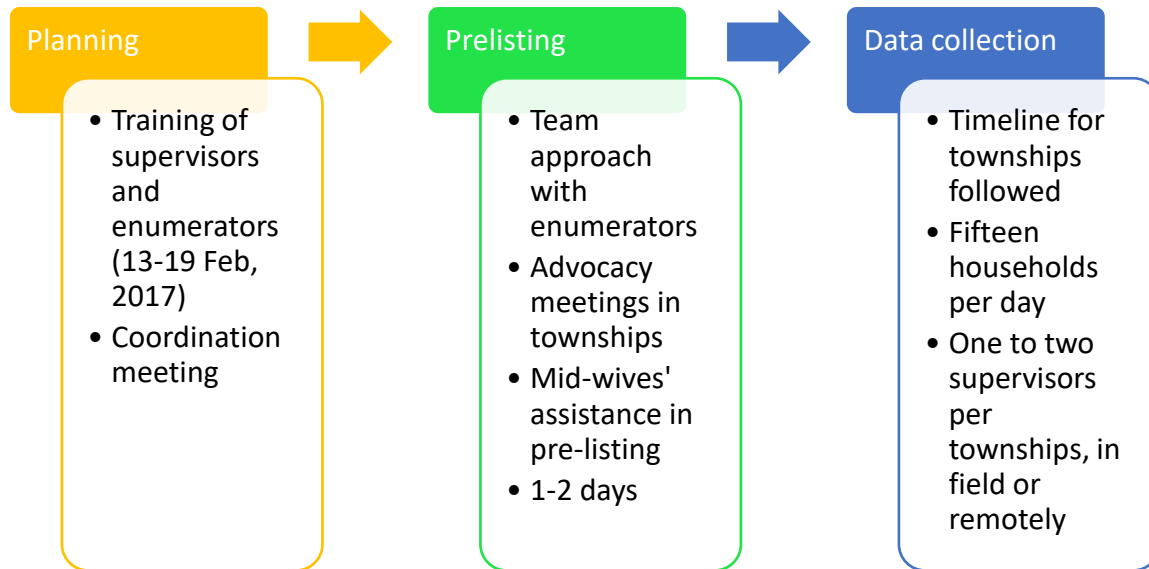 Planning
• Training of
supervisors
and
enumerators
(13-19 Feb,
2017)
• Coordination
meeting
Prelisting
• Team
approach
with
enumerators
• Advocacy
meetings in
townships
• Mid-wives'
assistance in
pre-listing
• 1-2 days
Data collection
• Timeline for
townships
followed
• Fifteen
households
per day
• One to two
supervisors
per
townships, in
field or
remotely